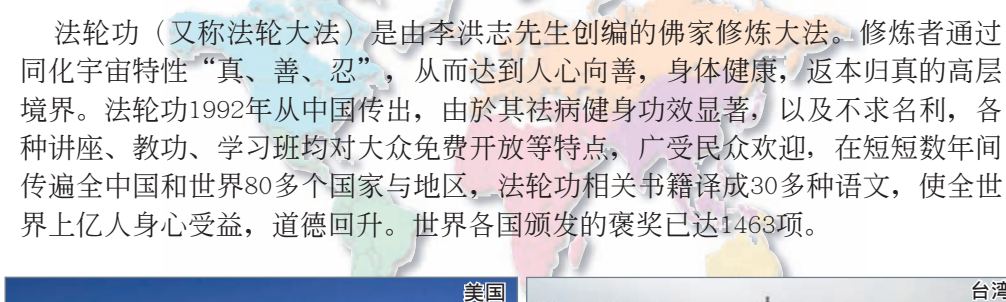 法轮功（又称法轮大法）是由李洪志先生创编的佛家修炼大法。修炼者通过
同化宇宙特性“真、善、忍”，从而达到人心向善，身体健康，返本归真的高层
境界。法轮功1992年从中国传出，由於其祛病健身功效显著，以及不求名利，各
种讲座、教功、学习班均对大众免费开放等特点，广受民众欢迎，在短短数年间
传遍全中国和世界80多个国家与地区，法轮功相关书籍译成30多种语文，使全世
界上亿人身心受益，道德回升。世界各国颁发的褒奖已达1463项。
美国
台湾